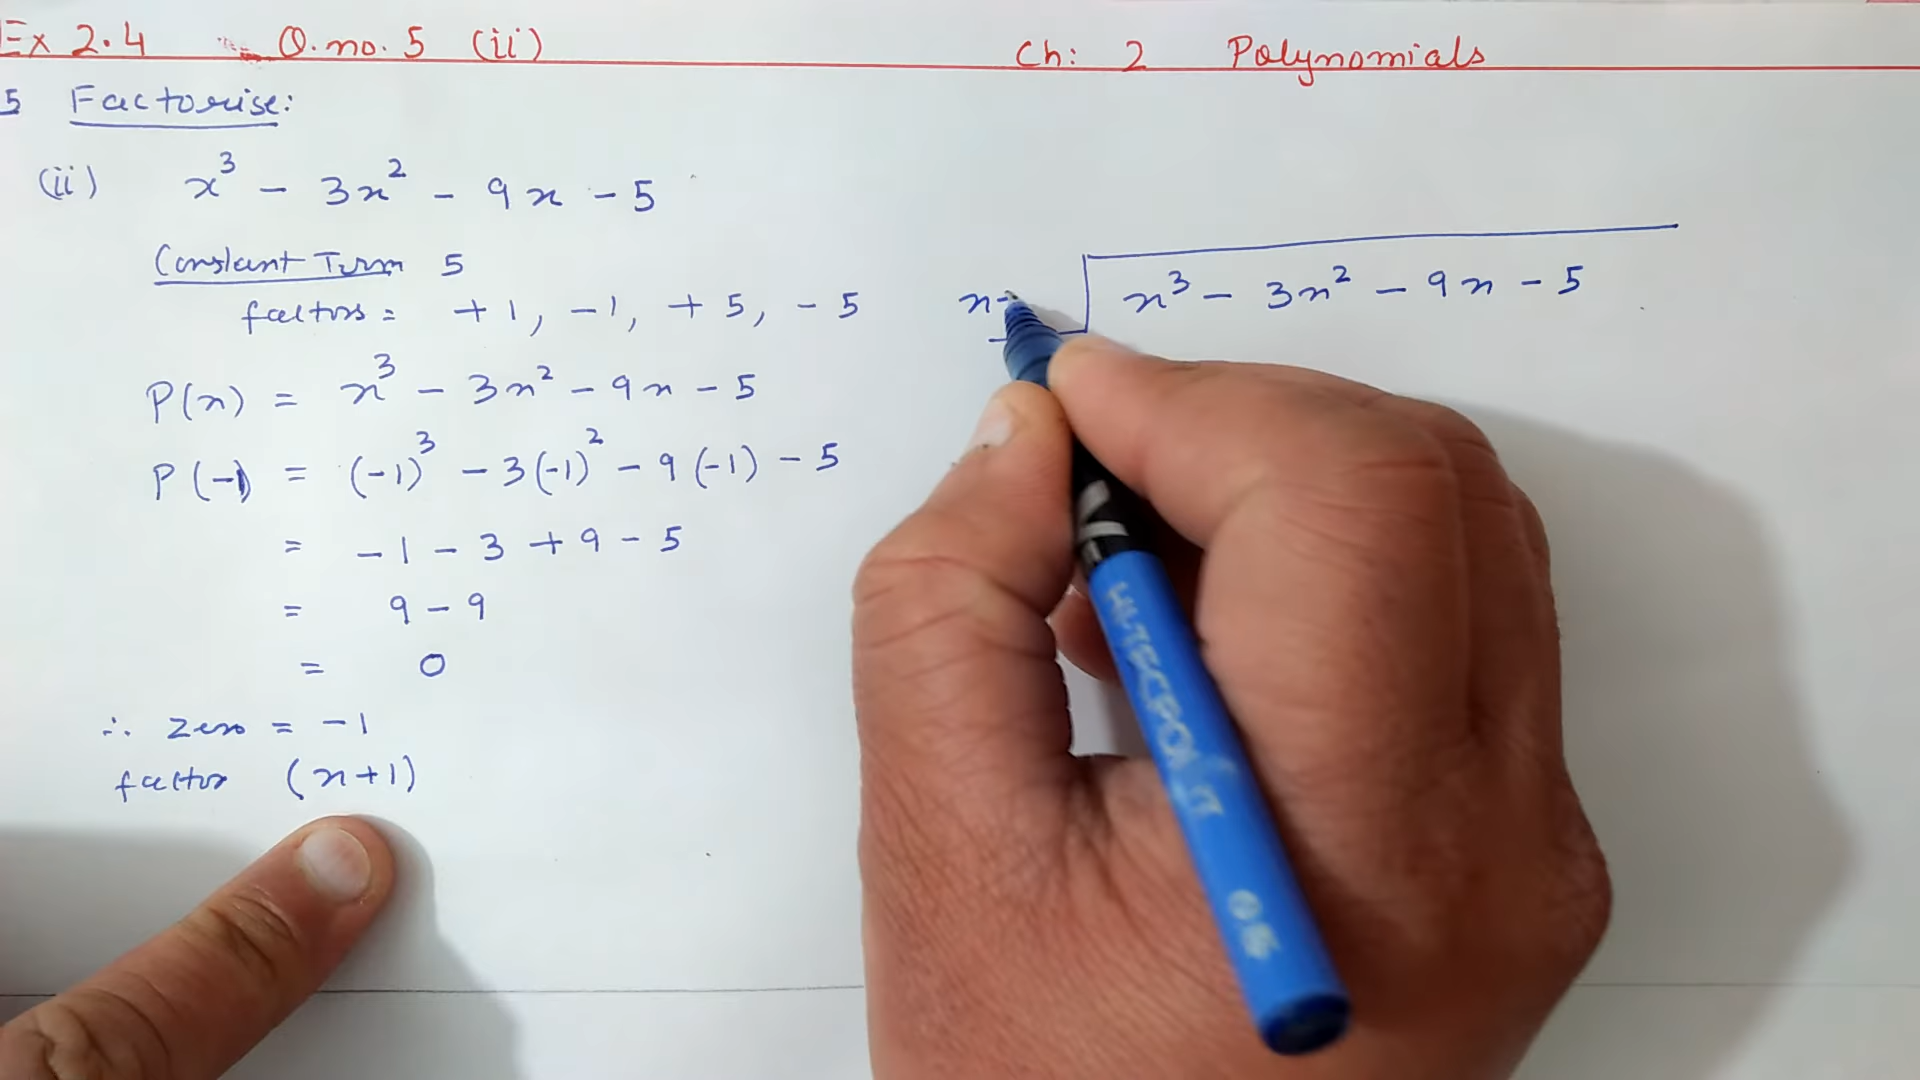 Ex 2.4 Q.no. 5 (ii) Ch: 2 Polynomials
5 Factorise:
(ii) x³ - 3x² - 9x - 5
Constant Term 5
factors = +1, -1, +5, -5
P(x) = x³ - 3x² - 9x - 5
P(-1) = (-1)³ - 3(-1)² - 9(-1) - 5
= -1 - 3 + 9 - 5
= 9 - 9
= 0
∴ zero = -1
factor (x+1)
x³ - 3x² - 9x - 5